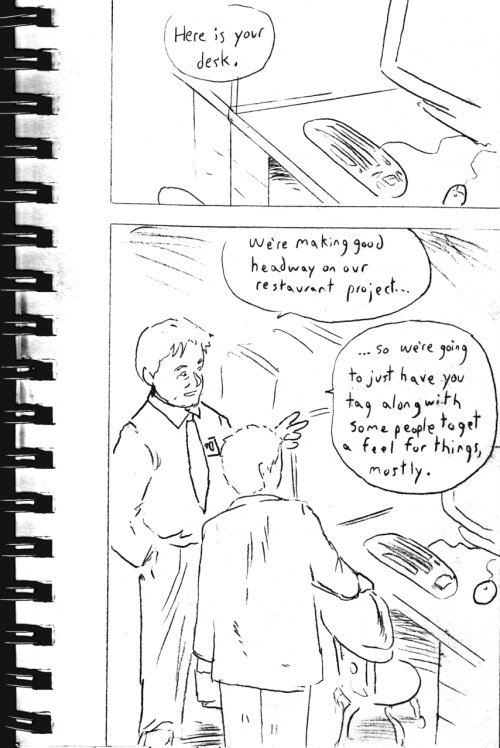 Here is your
desk.
We're making good
headway on our
restaurant project...
... so we're going
to just have you
tag along with
some people to get
a feel for things,
mostly.